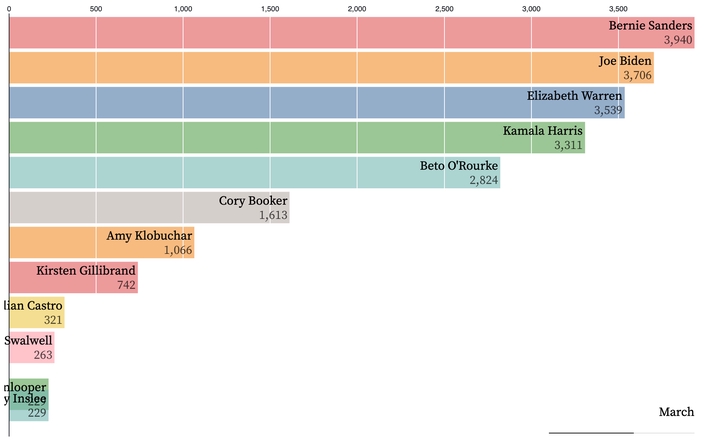 0 500 1,000 1,500 2,000 2,500 3,000 3,500
Bernie Sanders
3,940
Joe Biden
3,706
Elizabeth Warren
3,539
Kamala Harris
3,311
Beto O'Rourke
2,824
Cory Booker
1,613
Amy Klobuchar
1,066
Kirsten Gillibrand
742
lian Castro
321
Swalwell
263
nlooper
y Inslee
229
March